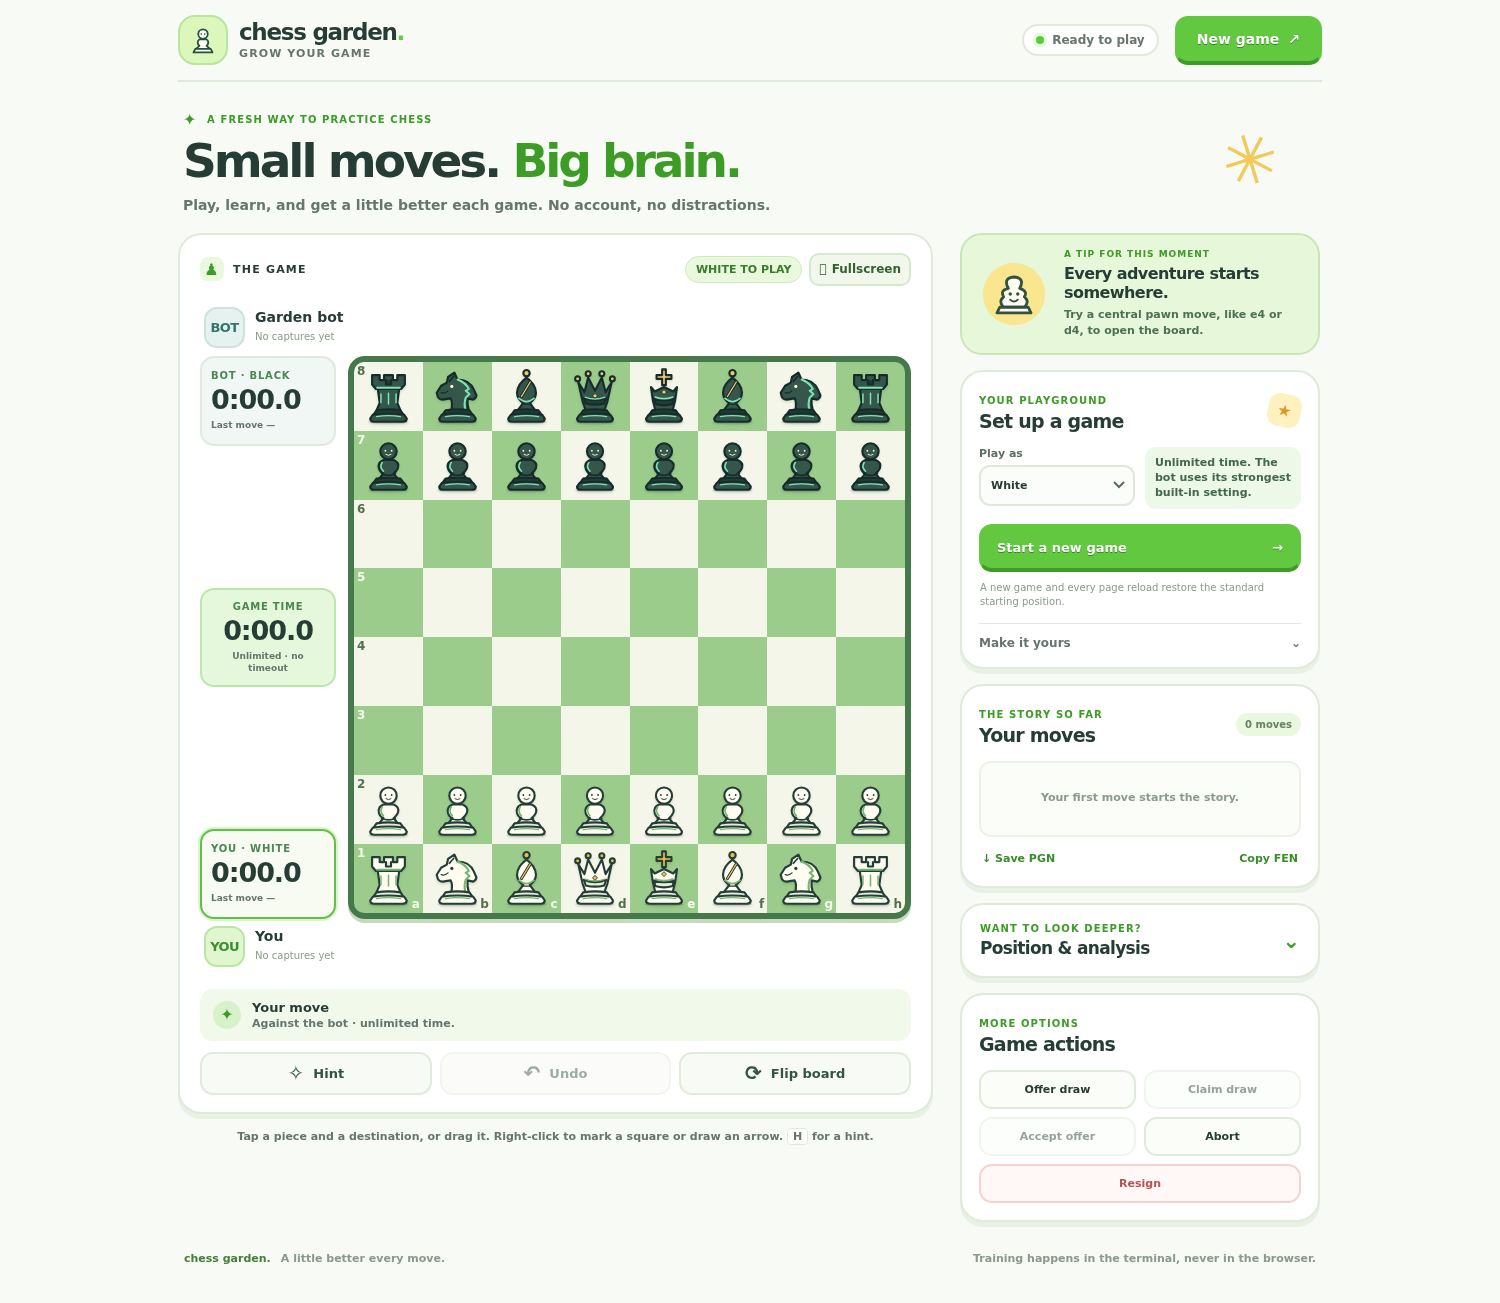 chess garden.
GROW YOUR GAME
Ready to play
New game ↗
✦ A FRESH WAY TO PRACTICE CHESS
Small moves. Big brain.
Play, learn, and get a little better each game. No account, no distractions.
THE GAME
WHITE TO PLAY
Fullscreen
BOT
Garden bot
No captures yet
BOT · BLACK
0:00.0
Last move —
GAME TIME
0:00.0
Unlimited · no
timeout
YOU · WHITE
0:00.0
Last move —
8
7
6
5
4
3
2
1
a b c d e f g h
YOU
You
No captures yet
Your move
Against the bot · unlimited time.
Hint
Undo
Flip board
Tap a piece and a destination, or drag it. Right-click to mark a square or draw an arrow. H for a hint.
A TIP FOR THIS MOMENT
Every adventure starts
somewhere.
Try a central pawn move, like e4 or
d4, to open the board.
YOUR PLAYGROUND
Set up a game
Play as
White
Unlimited time. The
bot uses its strongest
built-in setting.
Start a new game →
A new game and every page reload restore the standard
starting position.
Make it yours
THE STORY SO FAR
Your moves
0 moves
Your first move starts the story.
↓ Save PGN
Copy FEN
WANT TO LOOK DEEPER?
Position & analysis
MORE OPTIONS
Game actions
Offer draw
Claim draw
Accept offer
Abort
Resign
chess garden. A little better every move.
Training happens in the terminal, never in the browser.